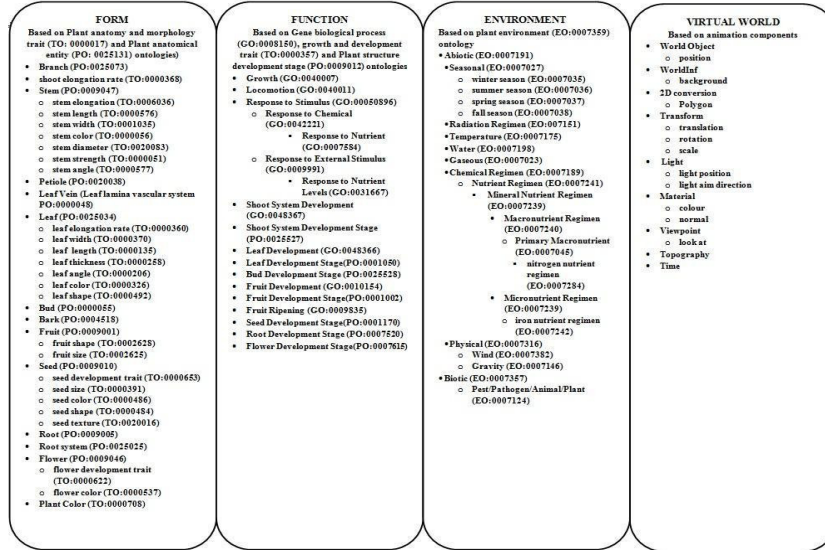 FORM
Based on Plant anatomy and morphology
trait (TO: 0000017) and Plant anatomical
entity (PO: 0025131) ontologies)
• Branch (PO:0025073)
• shoot elongation rate (TO:0000368)
• Stem (PO:0009047)
o stem elongation (TO:0006036)
o stem length (TO:0000576)
o stem width (TO:0001035)
o stem color (TO:0000056)
o stem diameter (TO:0020083)
o stem strength (TO:0000051)
o stem angle (TO:0000577)
• Petiole (PO:0020038)
• Leaf Vein (Leaf lamina vascular system
PO:0000048)
• Leaf (PO:0025034)
o leaf elongation rate (TO:0000360)
o leaf width (TO:0000370)
o leaf length (TO:0000135)
o leaf thickness (TO:0000258)
o leaf angle (TO:0000206)
o leaf color (TO:0000326)
o leaf shape (TO:0000492)
• Bud (PO:0000055)
• Bark (PO:0004518)
• Fruit (PO:0009001)
o fruit shape (TO:0002628)
o fruit size (TO:0002625)
• Seed (PO:0009010)
o seed development trait (TO:0000653)
o seed size (TO:0000391)
o seed color (TO:0000486)
o seed shape (TO:0000484)
o seed texture (TO:0020016)
• Root (PO:0009005)
• Root system (PO:0025025)
• Flower (PO:0009046)
o flower development trait
(TO:0000622)
o flower color (TO:0000537)
• Plant Color (TO:0000708)
FUNCTION
Based on Gene biological process
(GO:0008150), growth and development
trait (TO:0000357) and Plant structure
development stage (PO:0009012) ontologies
• Growth (GO:0040007)
• Locomotion (GO:0040011)
• Response to Stimulus (GO:00050896)
o Response to Chemical
(GO:0042221)
• Response to Nutrient
(GO:0007584)
o Response to External Stimulus
(GO:0009991)
• Response to Nutrient
Levels (GO:0031667)
• Shoot System Development
(GO:0048367)
• Shoot System Development Stage
(PO:0025527)
• Leaf Development (GO:0048366)
• Leaf Development Stage(PO:0001050)
• Bud Development Stage (PO:0025528)
• Fruit Development (GO:0010154)
• Fruit Development Stage(PO:0001002)
• Fruit Ripening (GO:0009835)
• Seed Development Stage(PO:0001170)
• Root Development Stage (PO:0007520)
• Flower Development Stage(PO:0007615)
ENVIRONMENT
Based on plant environment (EO:0007359)
ontology
• Abiotic (EO:0007191)
• Seasonal (EO:0007027)
o winter season (EO:0007035)
o summer season (EO:0007036)
o spring season (EO:0007037)
o fall season (EO:0007038)
• Radiation Regimen (EO:007151)
• Temperature (EO:0007175)
• Water (EO:0007198)
• Gaseous (EO:0007023)
• Chemical Regimen (EO:0007189)
o Nutrient Regimen (EO:0007241)
• Mineral Nutrient Regimen
(EO:0007239)
• Macronutrient Regimen
(EO:0007240)
o Primary Macronutrient
(EO:0007045)
• nitrogen nutrient
regimen
(EO:0007284)
• Micronutrient Regimen
(EO:0007239)
o iron nutrient regimen
(EO:0007242)
• Physical (EO:0007316)
o Wind (EO:0007382)
o Gravity (EO:0007146)
• Biotic (EO:0007357)
o Pest/Pathogen/Animal/Plant
(EO:0007124)
VIRTUAL WORLD
Based on animation components
• World Object
o position
• WorldInf
o background
• 2D conversion
o Polygon
• Transform
o translation
o rotation
o scale
• Light
o light position
o light aim direction
• Material
o colour
o normal
• Viewpoint
o look at
• Topography
• Time